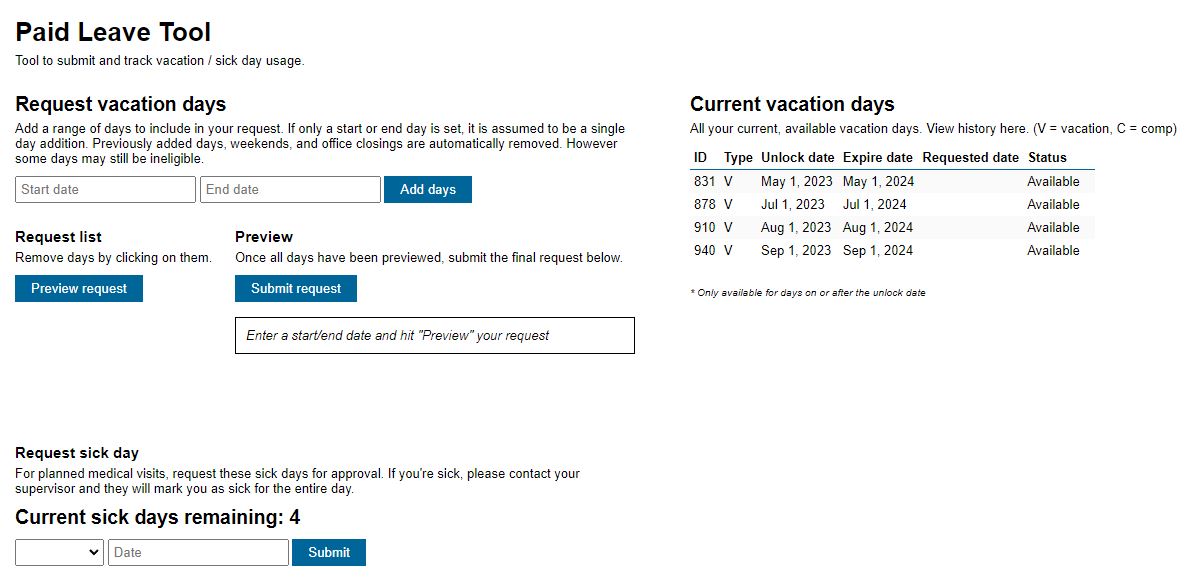 Paid Leave Tool
Tool to submit and track vacation / sick day usage.
Request vacation days
Add a range of days to include in your request. If only a start or end day is set, it is assumed to be a single
day addition. Previously added days, weekends, and office closings are automatically removed. However
some days may still be ineligible.
Start date
End date
Add days
Request list
Remove days by clicking on them.
Preview request
Preview
Once all days have been previewed, submit the final request below.
Submit request
Enter a start/end date and hit "Preview" your request
Request sick day
For planned medical visits, request these sick days for approval. If you're sick, please contact your
supervisor and they will mark you as sick for the entire day.
Current sick days remaining: 4
Date
Submit
Current vacation days
All your current, available vacation days. View history here. (V = vacation, C = comp)
ID Type Unlock date Expire date Requested date Status
831 V May 1, 2023 May 1, 2024 Available
878 V Jul 1, 2023 Jul 1, 2024 Available
910 V Aug 1, 2023 Aug 1, 2024 Available
940 V Sep 1, 2023 Sep 1, 2024 Available
* Only available for days on or after the unlock date